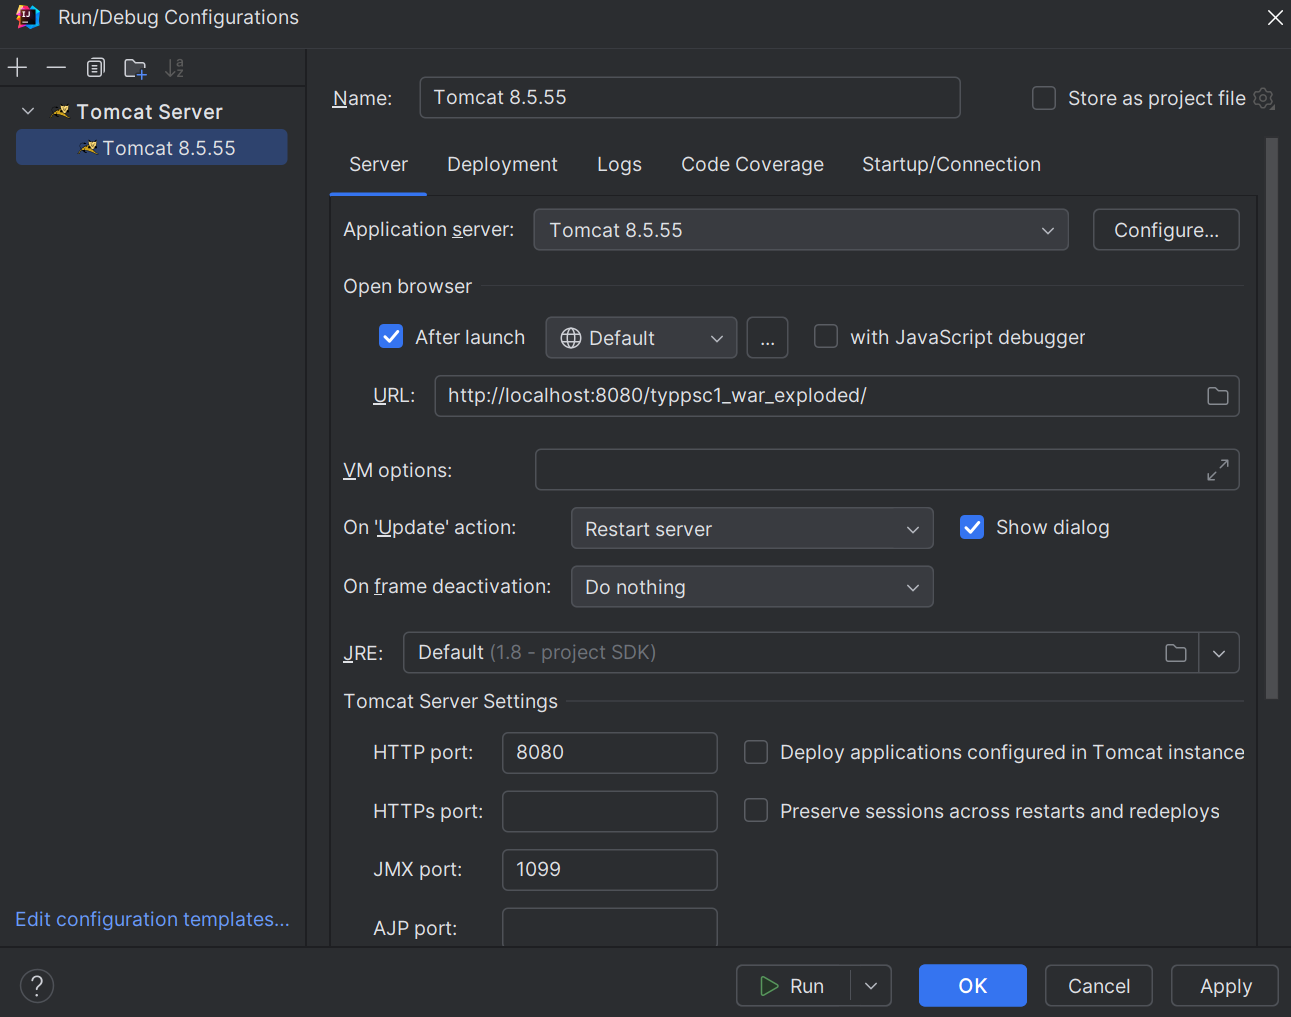 Run/Debug Configurations
Tomcat Server
Tomcat 8.5.55
Edit configuration templates...
Name: Tomcat 8.5.55 Store as project file
Server Deployment Logs Code Coverage Startup/Connection
Application server: Tomcat 8.5.55 Configure...
Open browser
After launch Default ... with JavaScript debugger
URL: http://localhost:8080/typpsc1_war_exploded/
VM options:
On 'Update' action: Restart server Show dialog
On frame deactivation: Do nothing
JRE: Default (1.8 - project SDK)
Tomcat Server Settings
HTTP port: 8080 Deploy applications configured in Tomcat instance
HTTPs port: Preserve sessions across restarts and redeploys
JMX port: 1099
AJP port:
? Run OK Cancel Apply